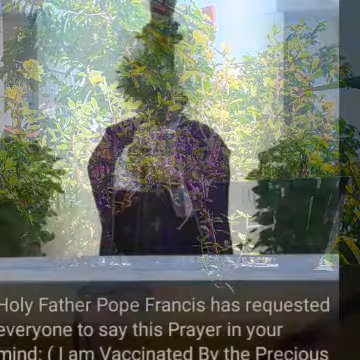 Holy Father Pope Francis has requested
everyone to say this Prayer in your
mind: ( I am Vaccinated By the Precious